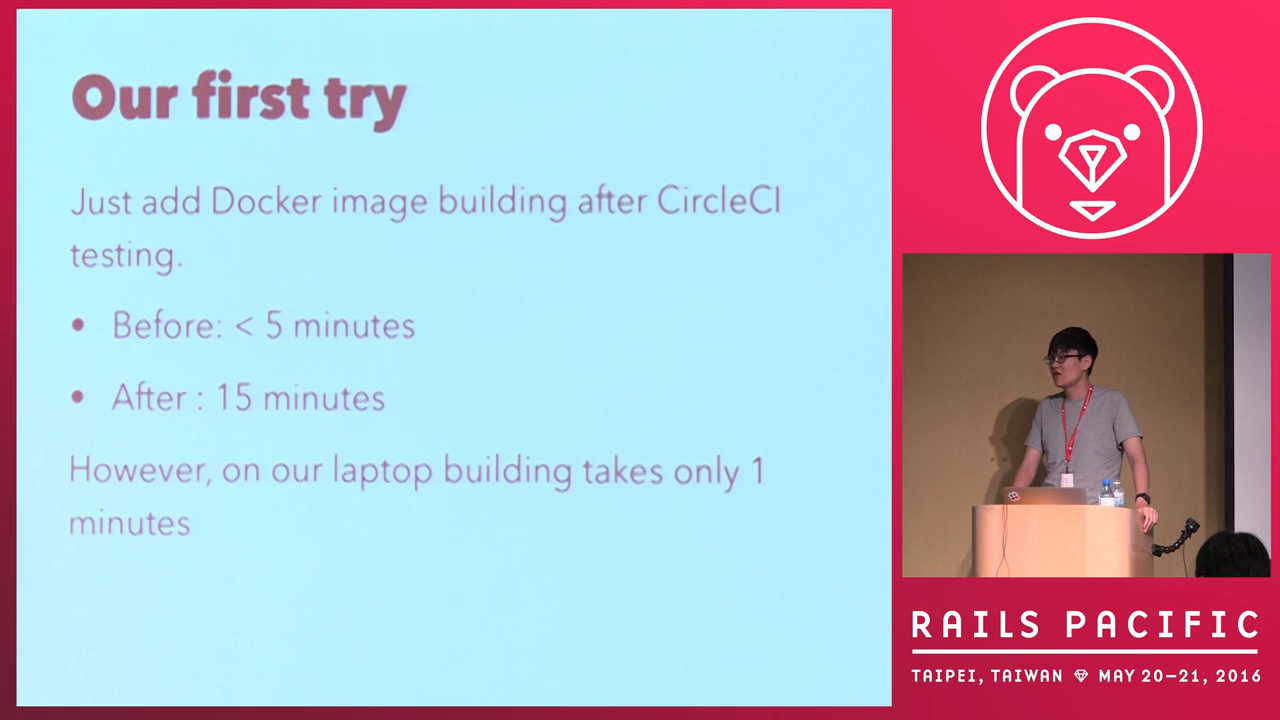 Our first try
Just add Docker image building after CircleCI
testing.
• Before: < 5 minutes
• After : 15 minutes
However, on our laptop building takes only 1
minutes
RAILS PACIFIC
TAIPEI, TAIWAN MAY 20–21, 2016